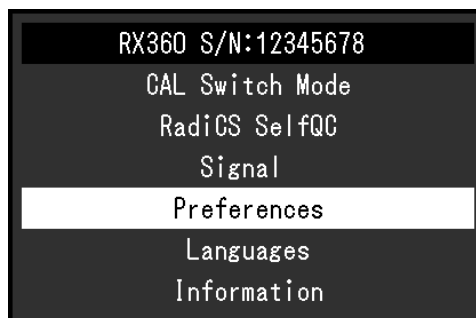 RX360 S/N:12345678
CAL Switch Mode
RadiCS SelfQC
Signal
Preferences
Languages
Information